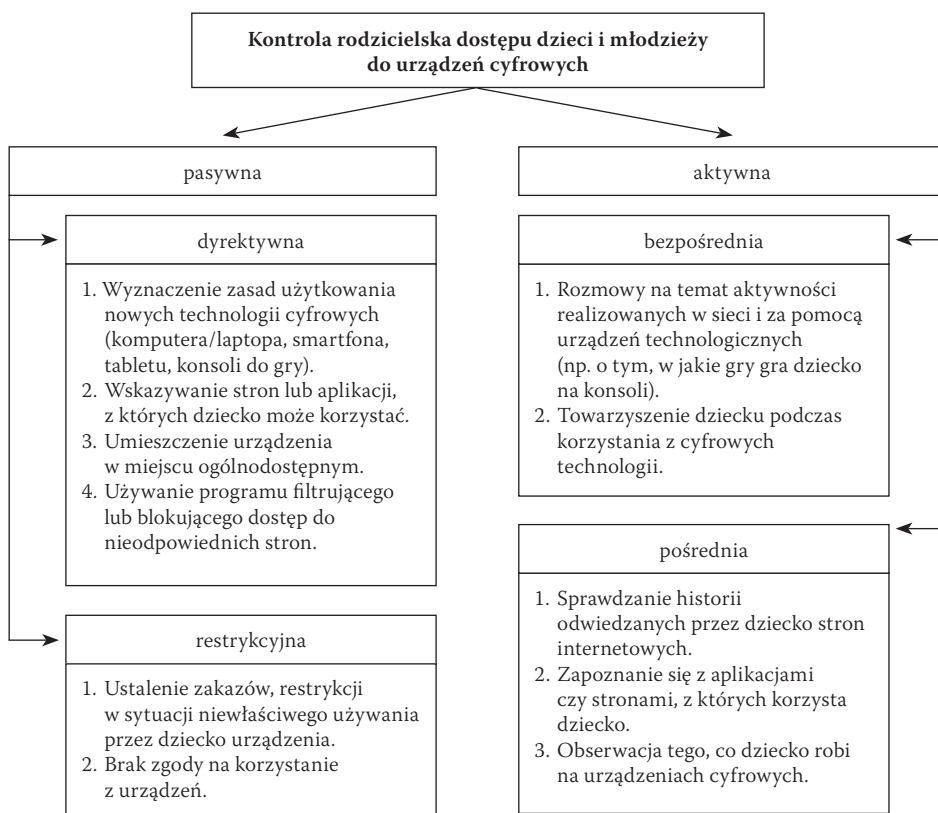 Kontrola rodzicielska dostępu dzieci i młodzieży
do urządzeń cyfrowych
pasywna
dyrektywna
1. Wyznaczenie zasad użytkowania
nowych technologii cyfrowych
(komputera/laptopa, smartfona,
tabletu, konsoli do gry).
2. Wskazywanie stron lub aplikacji,
z których dziecko może korzystać.
3. Umieszczenie urządzenia
w miejscu ogólnodostępnym.
4. Używanie programu filtrującego
lub blokującego dostęp do
nieodpowiednich stron.
restrykcyjna
1. Ustalenie zakazów, restrykcji
w sytuacji niewłaściwego używania
przez dziecko urządzenia.
2. Brak zgody na korzystanie
z urządzeń.
aktywna
bezpośrednia
1. Rozmowy na temat aktywności
realizowanych w sieci i za pomocą
urządzeń technologicznych
(np. o tym, w jakie gry gra dziecko
na konsoli).
2. Towarzyszenie dziecku podczas
korzystania z cyfrowych
technologii.
pośrednia
1. Sprawdzanie historii
odwiedzanych przez dziecko stron
internetowych.
2. Zapoznanie się z aplikacjami
czy stronami, z których korzysta
dziecko.
3. Obserwacja tego, co dziecko robi
na urządzeniach cyfrowych.